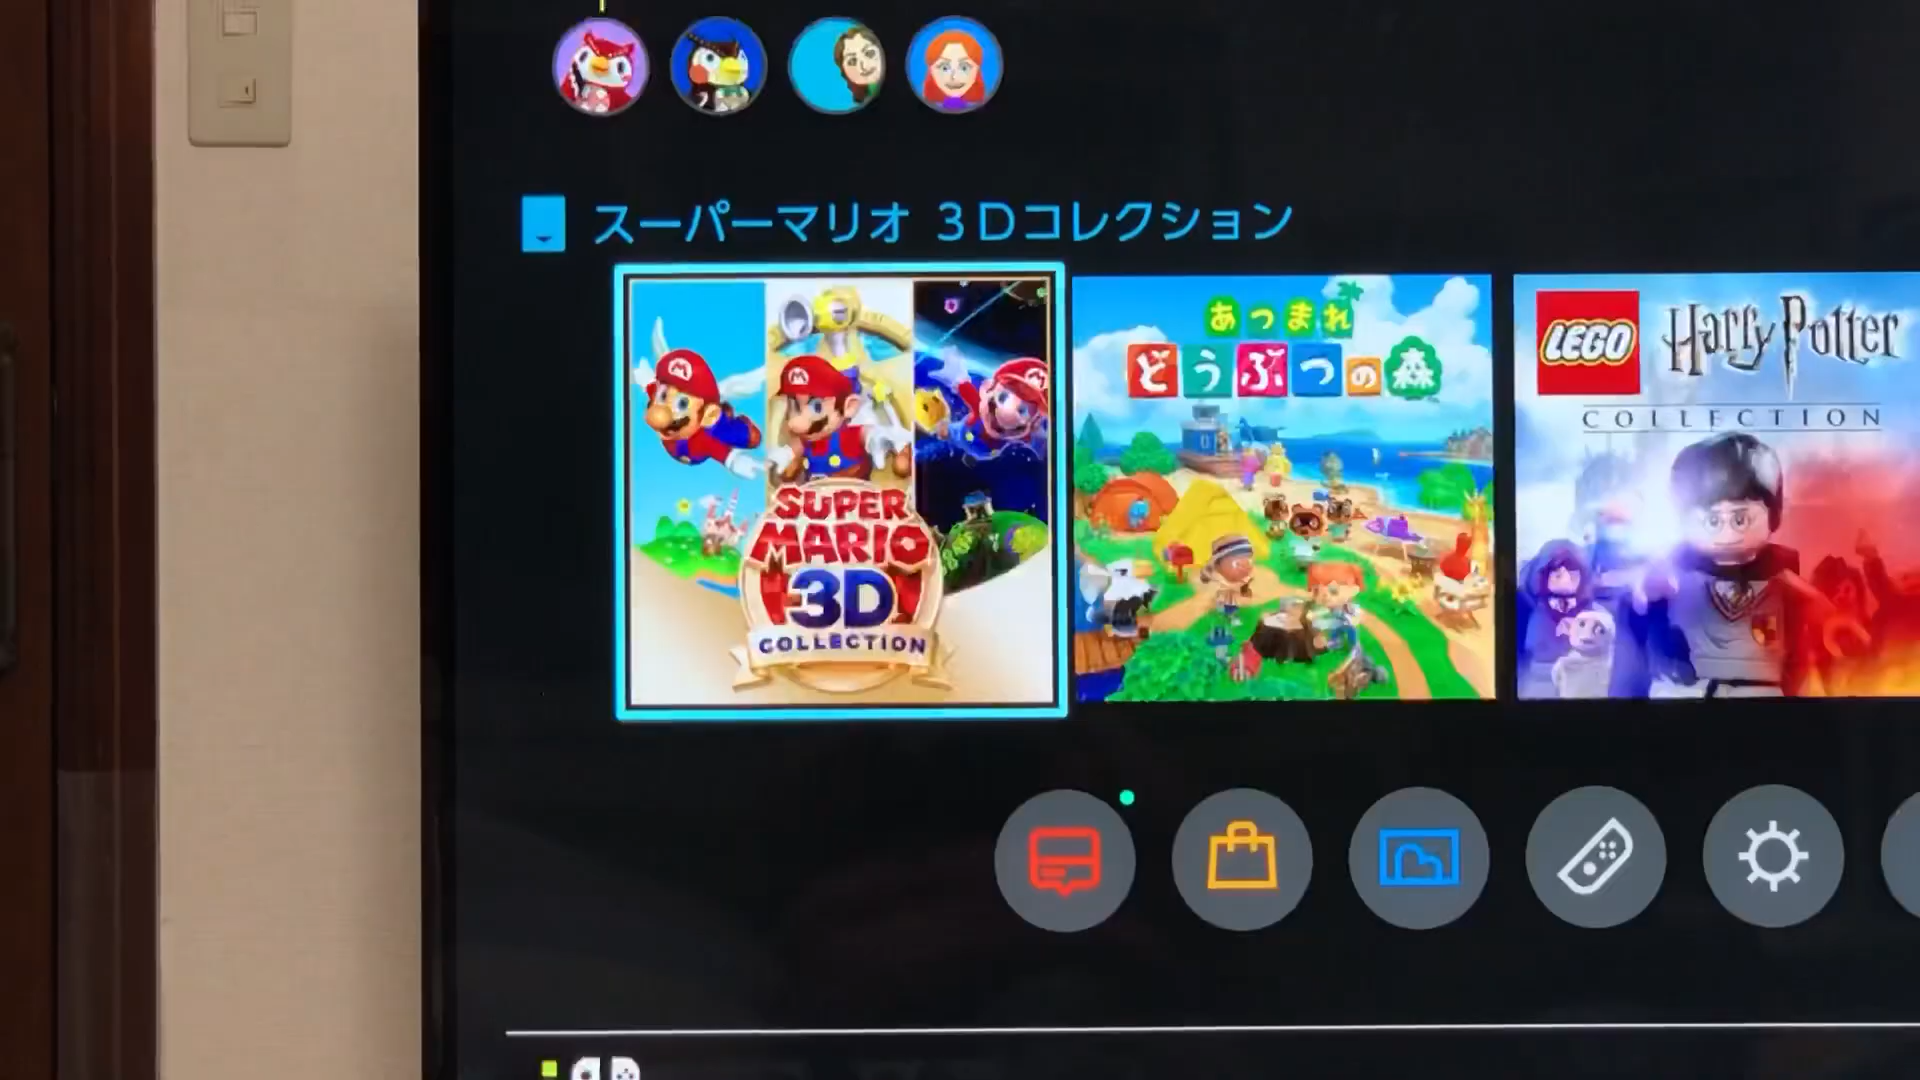 スーパーマリオ 3Dコレクション
SUPER
MARIO
3D
COLLECTION
あつまれ
どうぶつの森
LEGO
Harry Potter
COLLECTION